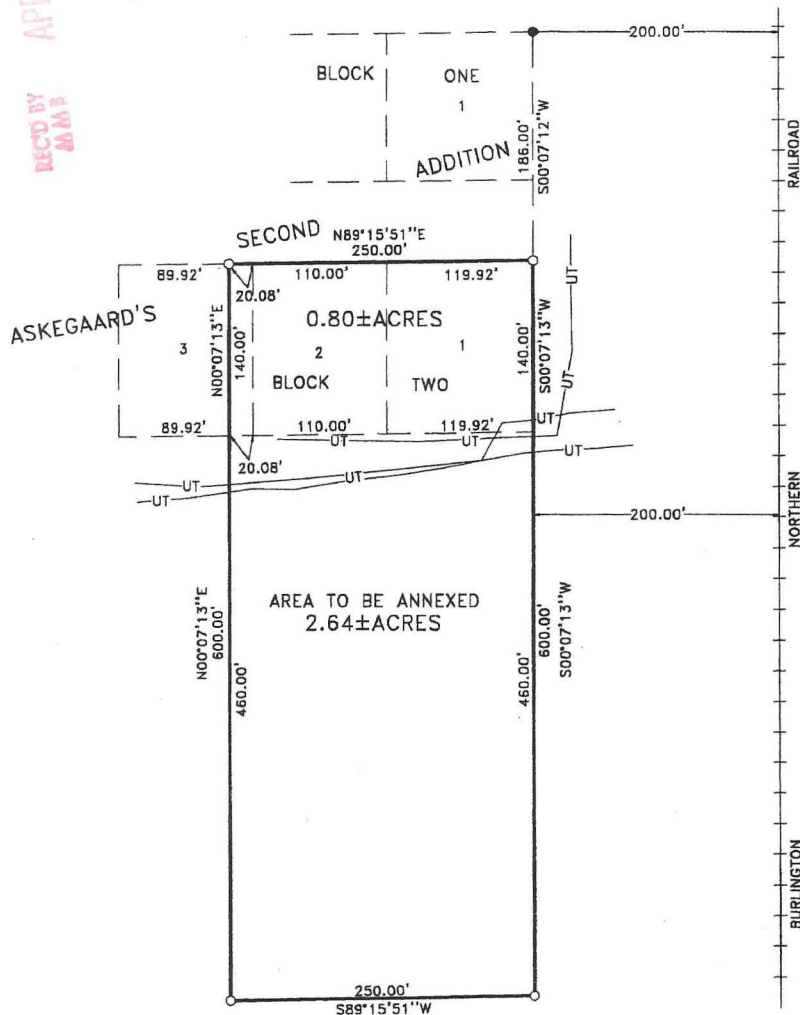 REC'D BY
200.00'
BLOCK
ONE
1
ADDITION
186.00'
S00°07'12"W
RAILROAD
SECOND
N89°15'51"E
250.00'
89.92'
110.00'
119.92'
20.08'
UT
ASKEGAARD'S
N00°07'13"E
140.00'
0.80±ACRES
140.00'
S00°07'13"W
3
2
1
BLOCK
TWO
UT
89.92'
110.00'
119.92'
UT
UT
UT
20.08'
UT
UT
UT
UT
200.00'
NORTHERN
AREA TO BE ANNEXED
2.64±ACRES
N00°07'13"E
600.00'
460.00'
460.00'
600.00'
S00°07'13"W
BURLINGTON
250.00'
S89°15'51"W